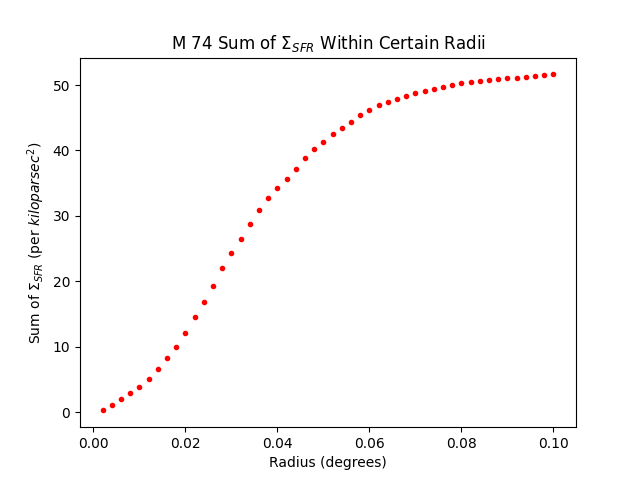 M 74 Sum of Σ_SFR Within Certain Radii
Sum of Σ_SFR (per kiloparsec²)
50
40
30
20
10
0
0.00 0.02 0.04 0.06 0.08 0.10
Radius (degrees)